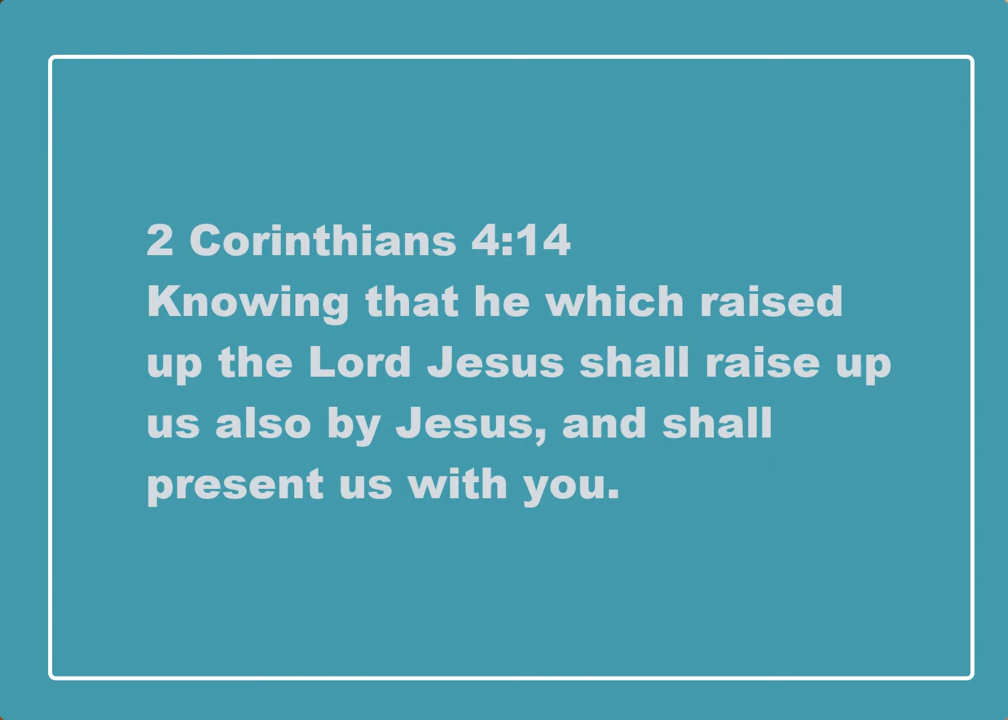 2 Corinthians 4:14
Knowing that he which raised
up the Lord Jesus shall raise up
us also by Jesus, and shall
present us with you.